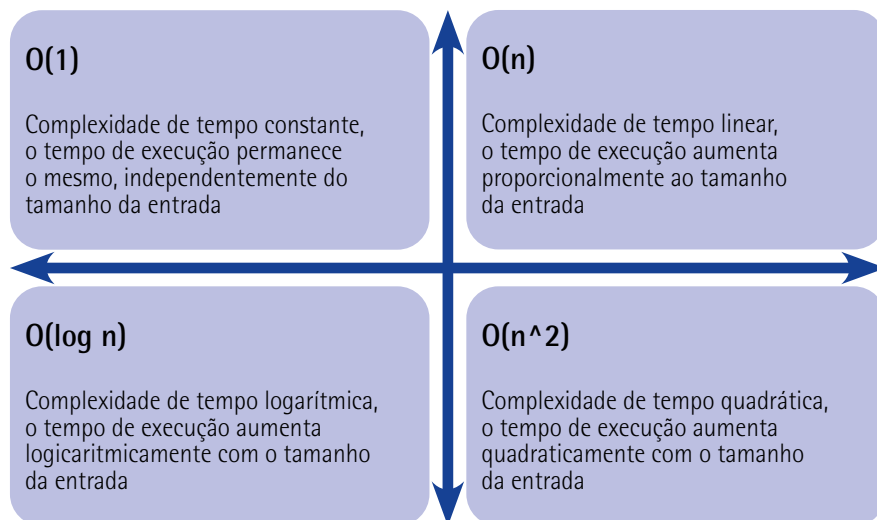 O(1)
Complexidade de tempo constante,
o tempo de execução permanece
o mesmo, independentemente do
tamanho da entrada
O(n)
Complexidade de tempo linear,
o tempo de execução aumenta
proporcionalmente ao tamanho
da entrada
O(log n)
Complexidade de tempo logarítmica,
o tempo de execução aumenta
logicaritmicamente com o tamanho
da entrada
O(n^2)
Complexidade de tempo quadrática,
o tempo de execução aumenta
quadraticamente com o tamanho
da entrada